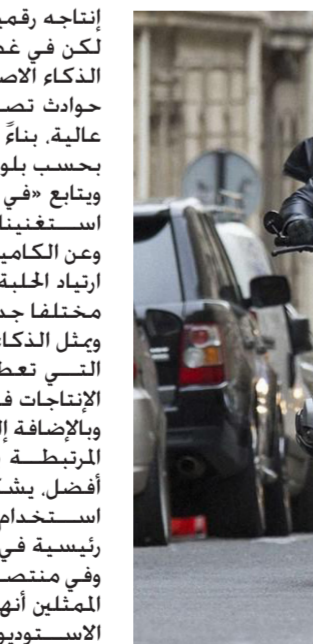 إنتاجه رقمي
لكن في غم
الذكاء الاص
حوادث تص
عالية، بناءً
بحسب بلو
ويتابع «في
استغنينا
وعن الكامي
ارتياد الحلبة
مختلفا جد
ويمثل الذكا
التي تعط
الإنتاجات ف
وبالإضافة إل
المرتبطة
أفضل، يش
استخدام
رئيسية في
وفي منتص
الممثلين أنه
الاستوديو